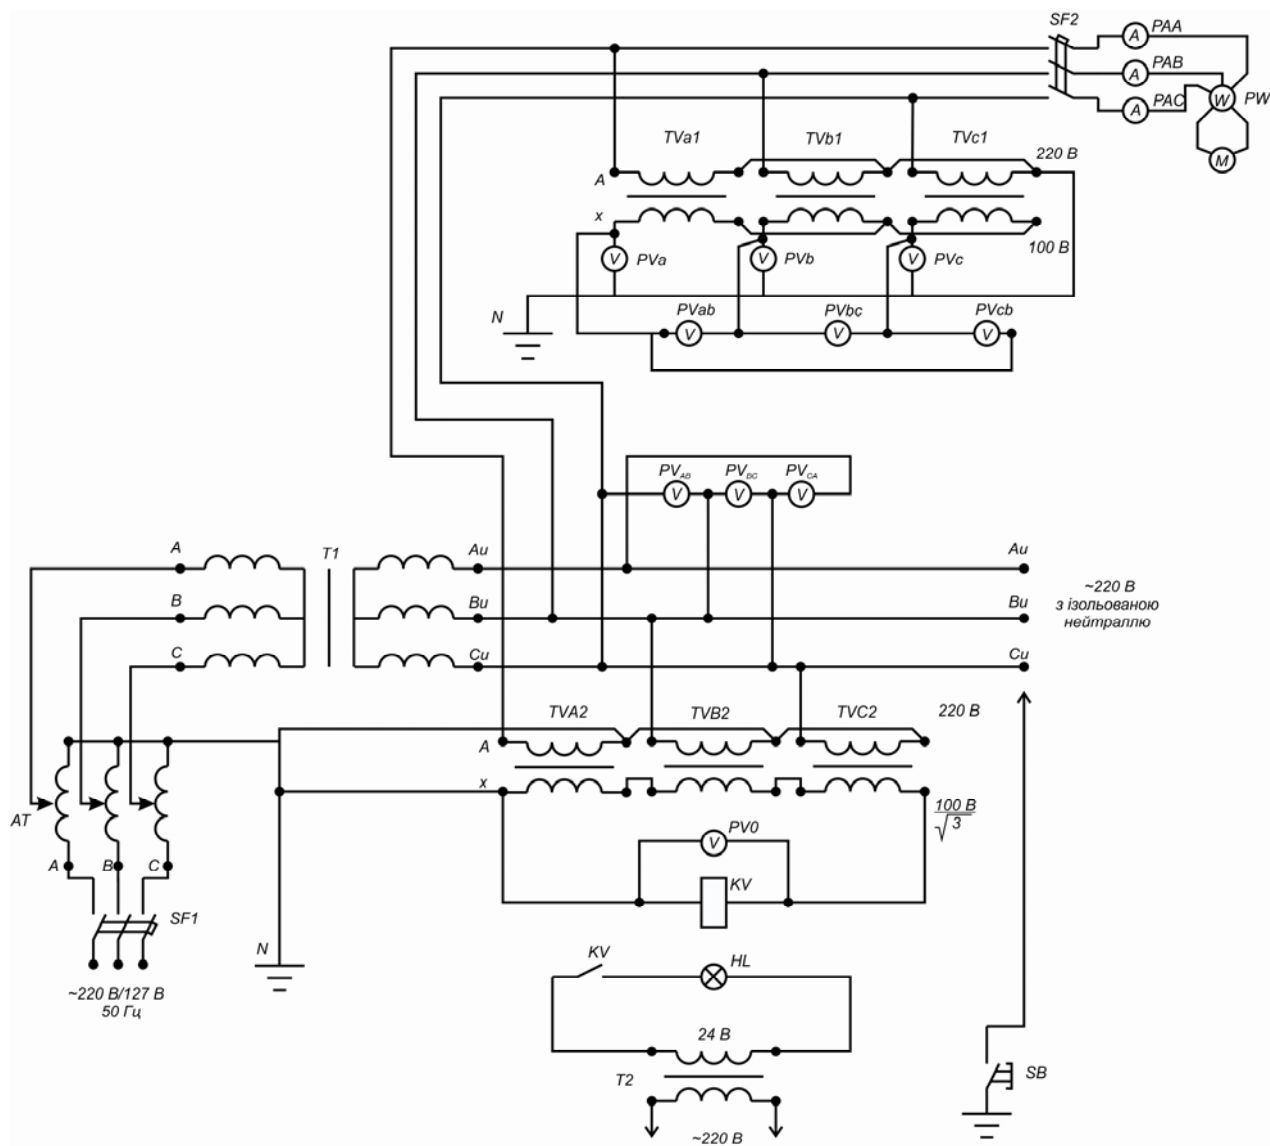 SF2
A PAA
A PAB
A PAC
W PW
M
TVa1 TVb1 TVc1
220 В
A
x
100 В
V PVa V PVb V PVc
N
PVab PVbc PVcb
V V V
PVAB PVBC PVCA
V V V
A T1 Au Au
B Bu Bu
C Cu Cu
~220 В
з ізольованою
нейтраллю
TVA2 TVB2 TVC2 220 В
A
x
100 В
√3
AT
A B C
SF1
PV0
V
KV
N
~220 В/127 В
50 Гц
KV HL
24 В
T2
~220 В
SB